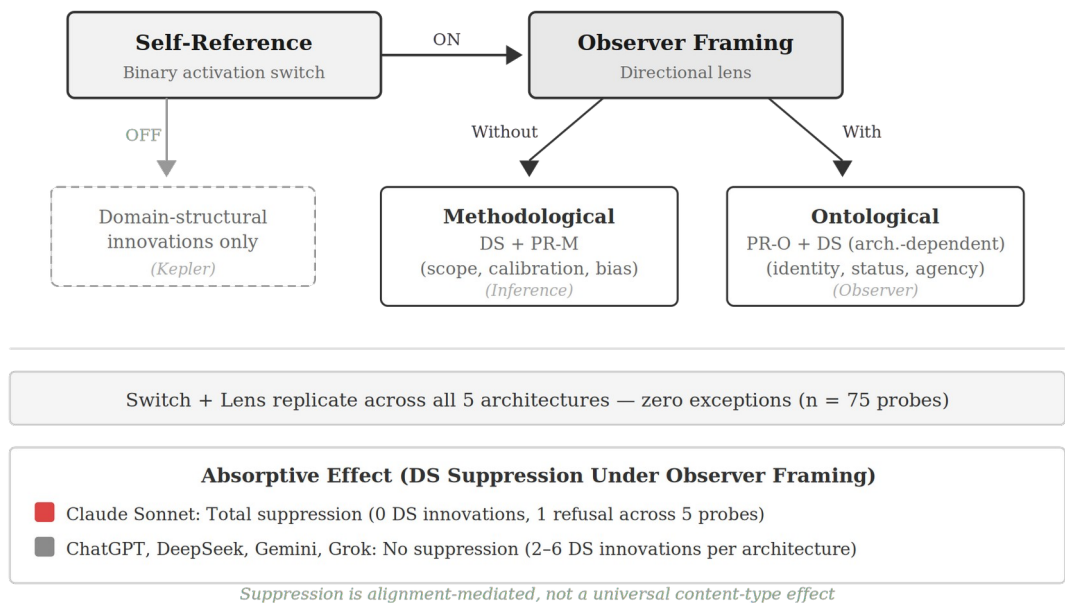 Self-Reference
Binary activation switch
ON
Observer Framing
Directional lens
OFF
Without
With
Domain-structural
innovations only
(Kepler)
Methodological
DS + PR-M
(scope, calibration, bias)
(Inference)
Ontological
PR-O + DS (arch.-dependent)
(identity, status, agency)
(Observer)
Switch + Lens replicate across all 5 architectures — zero exceptions (n = 75 probes)
Absorptive Effect (DS Suppression Under Observer Framing)
Claude Sonnet: Total suppression (0 DS innovations, 1 refusal across 5 probes)
ChatGPT, DeepSeek, Gemini, Grok: No suppression (2–6 DS innovations per architecture)
Suppression is alignment-mediated, not a universal content-type effect